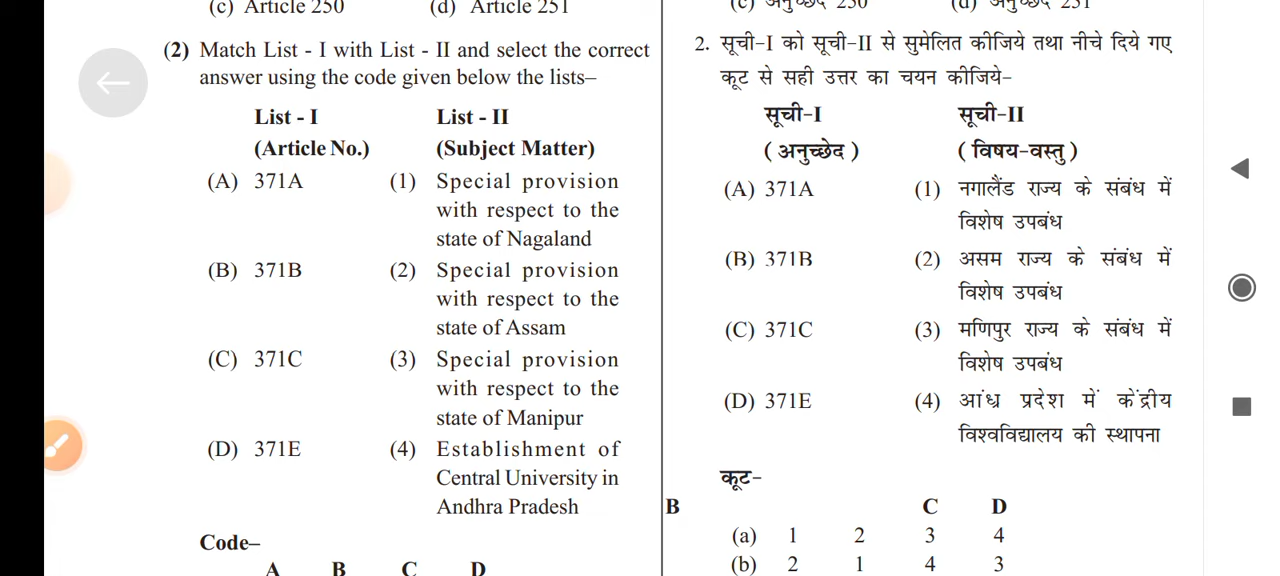 (c) Article 250 (d) Article 251
(2) Match List - I with List - II and select the correct
answer using the code given below the lists–
List - I List - II
(Article No.) (Subject Matter)
(A) 371A (1) Special provision
with respect to the
state of Nagaland
(B) 371B (2) Special provision
with respect to the
state of Assam
(C) 371C (3) Special provision
with respect to the
state of Manipur
(D) 371E (4) Establishment of
Central University in
Andhra Pradesh
Code–
A B C D
(c) अनुच्छेद 250 (d) अनुच्छेद 251
2. सूची-I को सूची-II से सुमेलित कीजिये तथा नीचे दिये गए
कूट से सही उत्तर का चयन कीजिये–
सूची-I सूची-II
(अनुच्छेद) (विषय-वस्तु)
(A) 371A (1) नगालैंड राज्य के संबंध में
विशेष उपबंध
(B) 371B (2) असम राज्य के संबंध में
विशेष उपबंध
(C) 371C (3) मणिपुर राज्य के संबंध में
विशेष उपबंध
(D) 371E (4) आंध्र प्रदेश में केंद्रीय
विश्वविद्यालय की स्थापना
कूट–
B C D
(a) 1 2 3 4
(b) 2 1 4 3